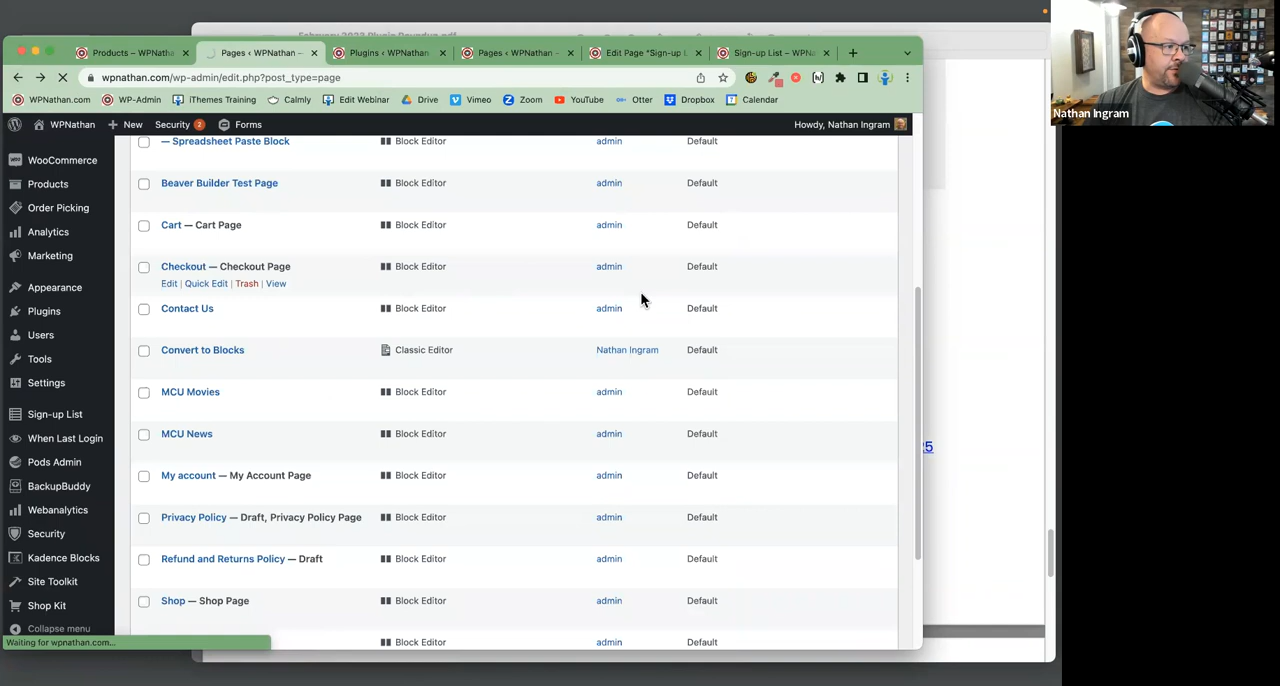 February 2023 Plugin Roundup.pdf
Products – WPNatha
Pages ‹ WPNathan –
Plugins ‹ WPNathan
Pages ‹ WPNathan –
Edit Page "Sign-up L
Sign-up List – WPNa
wpnathan.com/wp-admin/edit.php?post_type=page
WPNathan.com
WP-Admin
iThemes Training
Calmly
Edit Webinar
Drive
Vimeo
Zoom
YouTube
Otter
Dropbox
Calendar
WPNathan
New
Security 2
Forms
Howdy, Nathan Ingram
Nathan Ingram
WooCommerce
Products
Order Picking
Analytics
Marketing
Appearance
Plugins
Users
Tools
Settings
Sign-up List
When Last Login
Pods Admin
BackupBuddy
Webanalytics
Security
Kadence Blocks
Site Toolkit
Shop Kit
Collapse menu
Waiting for wpnathan.com...
— Spreadsheet Paste Block Block Editor admin Default
Beaver Builder Test Page Block Editor admin Default
Cart — Cart Page Block Editor admin Default
Checkout — Checkout Page Block Editor admin Default
Edit | Quick Edit | Trash | View
Contact Us Block Editor admin Default
Convert to Blocks Classic Editor Nathan Ingram Default
MCU Movies Block Editor admin Default
MCU News Block Editor admin Default
My account — My Account Page Block Editor admin Default
Privacy Policy — Draft, Privacy Policy Page Block Editor admin Default
Refund and Returns Policy — Draft Block Editor admin Default
Shop — Shop Page Block Editor admin Default
Block Editor admin Default